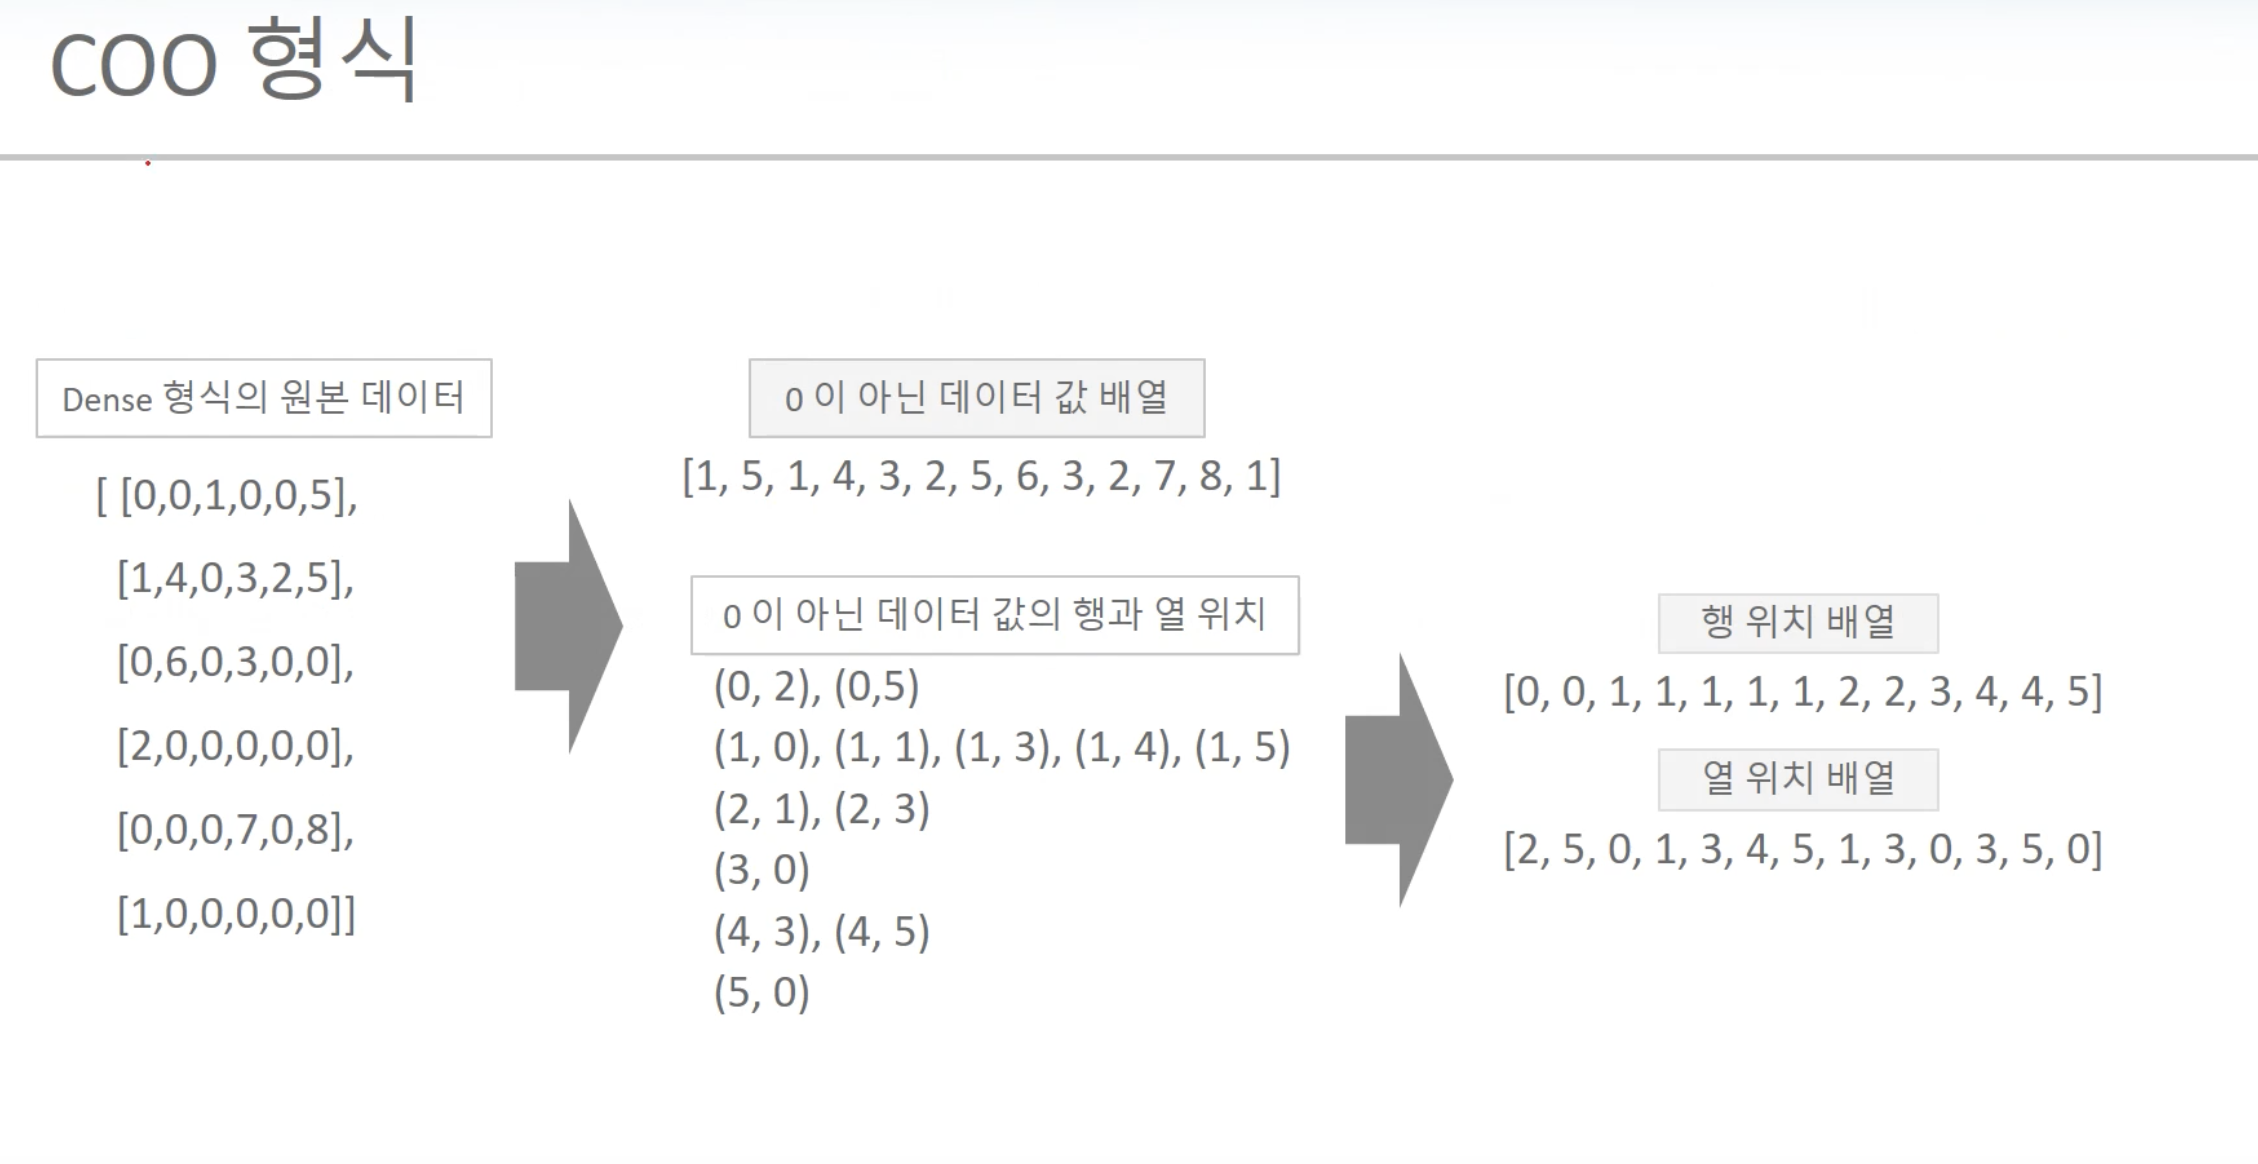 COO 형식
Dense 형식의 원본 데이터
[ [0,0,1,0,0,5],
[1,4,0,3,2,5],
[0,6,0,3,0,0],
[2,0,0,0,0,0],
[0,0,0,7,0,8],
[1,0,0,0,0,0]]
0 이 아닌 데이터 값 배열
[1, 5, 1, 4, 3, 2, 5, 6, 3, 2, 7, 8, 1]
0 이 아닌 데이터 값의 행과 열 위치
(0, 2), (0,5)
(1, 0), (1, 1), (1, 3), (1, 4), (1, 5)
(2, 1), (2, 3)
(3, 0)
(4, 3), (4, 5)
(5, 0)
행 위치 배열
[0, 0, 1, 1, 1, 1, 1, 2, 2, 3, 4, 4, 5]
열 위치 배열
[2, 5, 0, 1, 3, 4, 5, 1, 3, 0, 3, 5, 0]